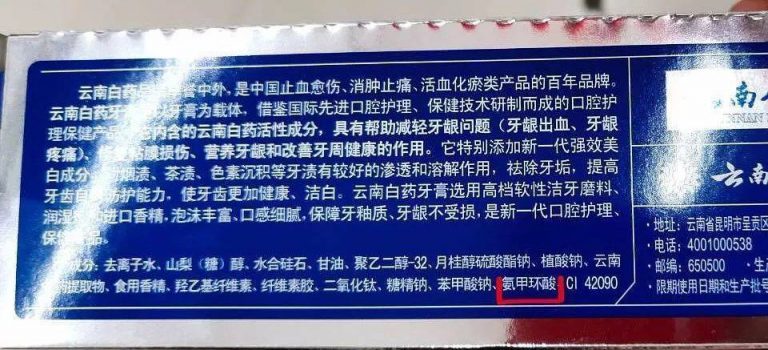 云南白药品 誉中外，是中国止血愈伤、消肿止痛、活血化瘀类产品的百年品牌。
云南白药牙 以牙膏为载体，借鉴国际先进口腔护理、保健技术研制而成的口腔护
理保健产品 内含的云南白药活性成分，具有帮助减轻牙龈问题（牙龈出血、牙龈
疼痛）、修 粘膜损伤、营养牙龈和改善牙周健康的作用。它特别添加新一代强效美
白成分 烟渍、茶渍、色素沉积等牙渍有较好的渗透和溶解作用，祛除牙垢，提高
牙齿自 防护能力，使牙齿更加健康、洁白。云南白药牙膏选用高档软性洁牙磨料、
润湿 和进口香精，泡沫丰富、口感细腻，保障牙釉质、牙龈不受损，是新一代口腔护理、
保 品。
成分：去离子水、山梨（糖）醇、水合硅石、甘油、聚乙二醇-32、月桂醇硫酸酯钠、植酸钠、云南
药提取物、食用香精、羟乙基纤维素、纤维素胶、二氧化钛、糖精钠、苯甲酸钠、氨甲环酸、CI 42090
云南
云南
·地址：云南省昆明市呈贡区
·电话：4001000538
·邮编：650500 ·生产
·限期使用日期和生产批号